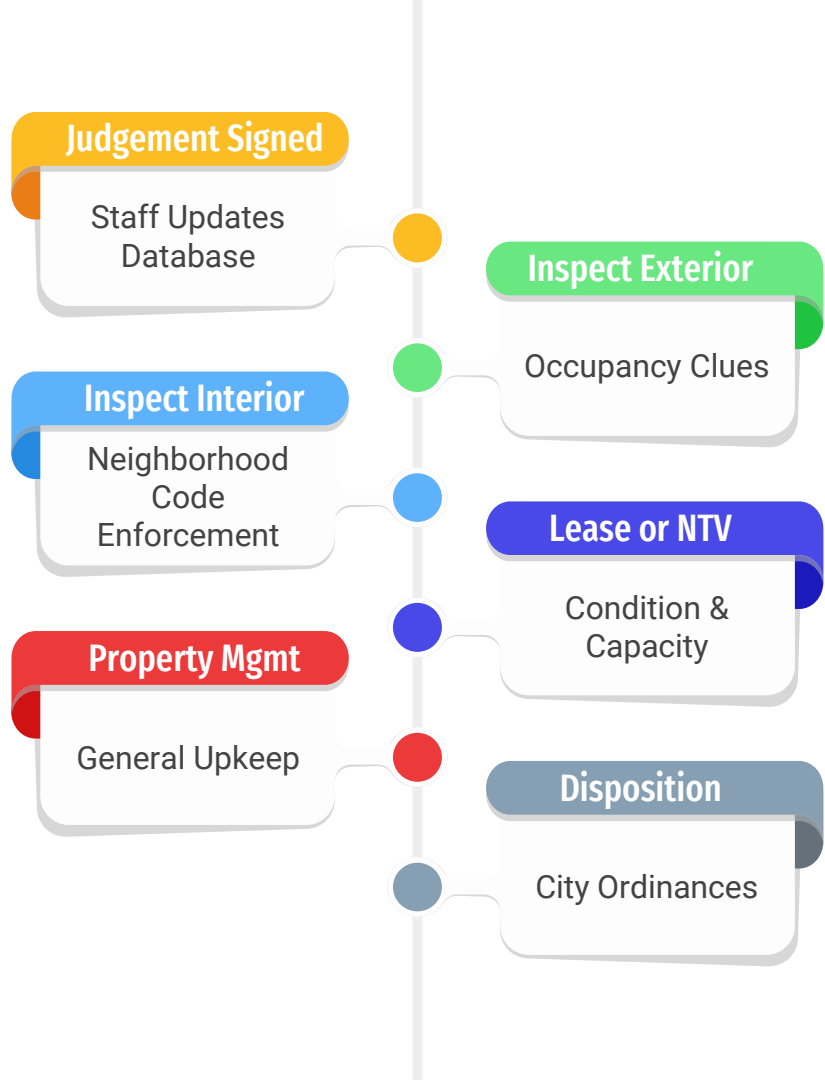 Judgement Signed
Staff Updates
Database
Inspect Exterior
Occupancy Clues
Inspect Interior
Neighborhood
Code
Enforcement
Lease or NTV
Condition &
Capacity
Property Mgmt
General Upkeep
Disposition
City Ordinances